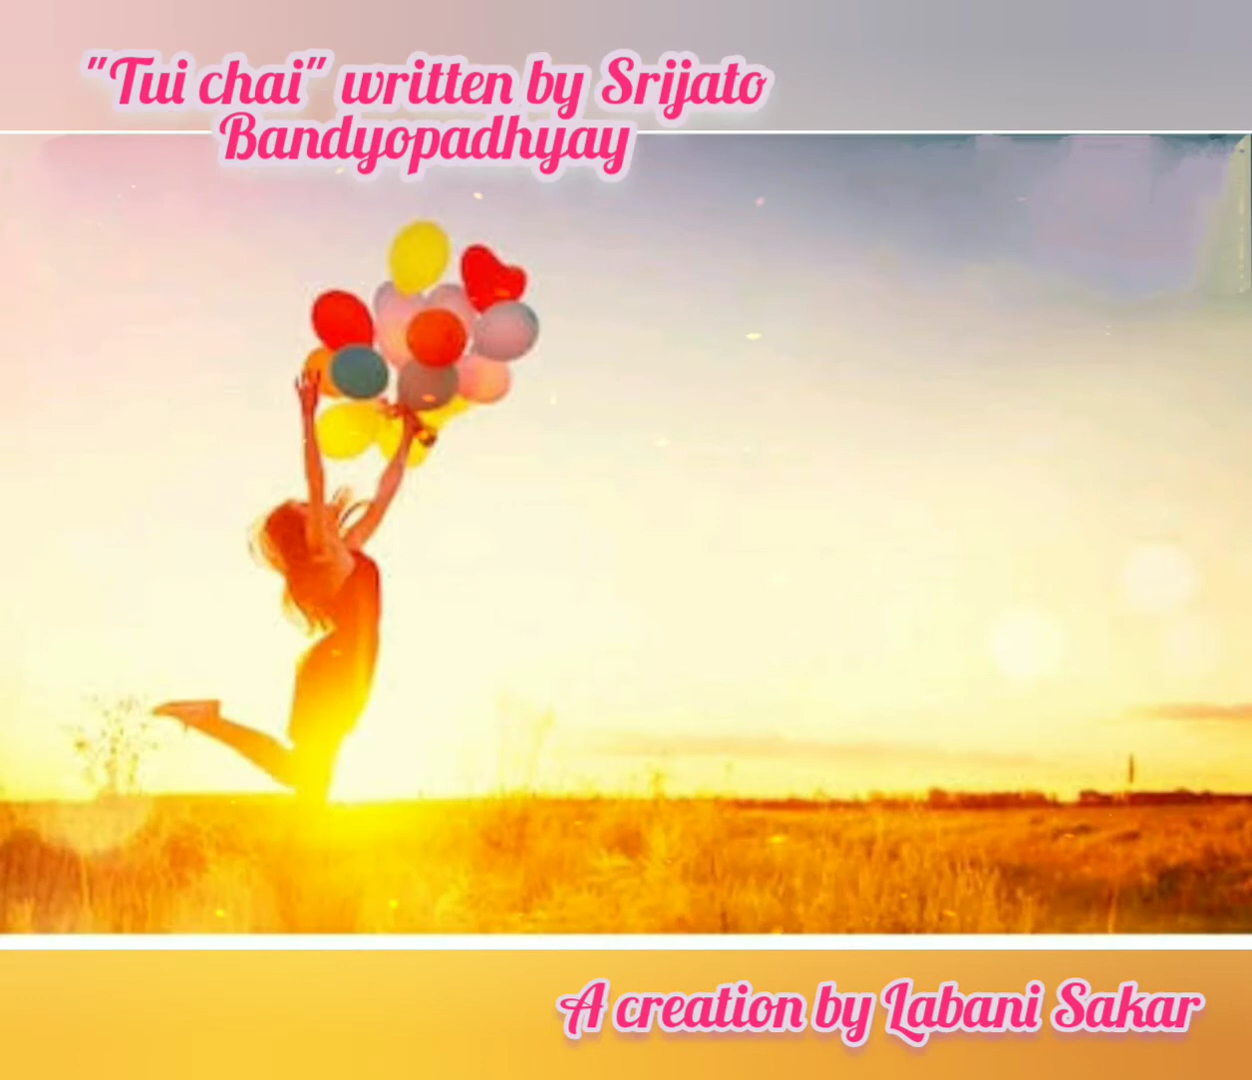 "Tui chai" written by Srijato
Bandyopadhyay
A creation by Labani Sakar